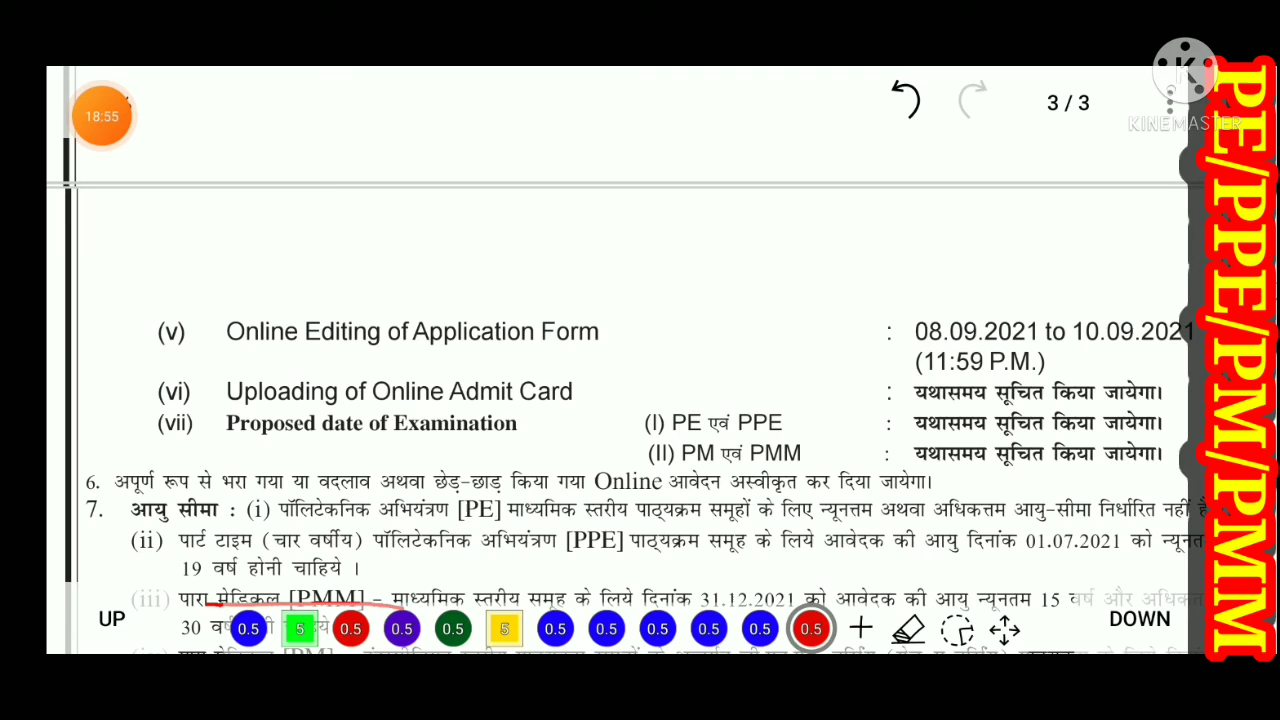 3 / 3
KINEMASTER
18:55
PE/PPE/PM/PMM
(v) Online Editing of Application Form : 08.09.2021 to 10.09.2021
(11:59 P.M.)
(vi) Uploading of Online Admit Card : यथासमय सूचित किया जायेगा।
(vii) Proposed date of Examination (I) PE एवं PPE : यथासमय सूचित किया जायेगा।
(II) PM एवं PMM : यथासमय सूचित किया जायेगा।
6. अपूर्ण रूप से भरा गया या वदलाव अथवा छेड़-छाड़ किया गया Online आवेदन अस्वीकृत कर दिया जायेगा।
7. आयु सीमा : (i) पॉलिटेकनिक अभियंत्रण [PE] माध्यमिक स्तरीय पाठ्यक्रम समूहों के लिए न्यूनत्तम अथवा अधिकत्तम आयु-सीमा निर्धारित नहीं है
(ii) पार्ट टाइम (चार वर्षीय) पॉलिटेकनिक अभियंत्रण [PPE] पाठ्यक्रम समूह के लिये आवेदक की आयु दिनांक 01.07.2021 को न्यूनत
19 वर्ष होनी चाहिये ।
(iii) पारा मेडिकल [PMM] - माध्यमिक स्तरीय समूह के लिये दिनांक 31.12.2021 को आवेदक की आयु न्यूनतम 15 वर्ष और अधिकत
30
UP 0.5 5 0.5 0.5 0.5 5 0.5 0.5 0.5 0.5 0.5 0.5 DOWN